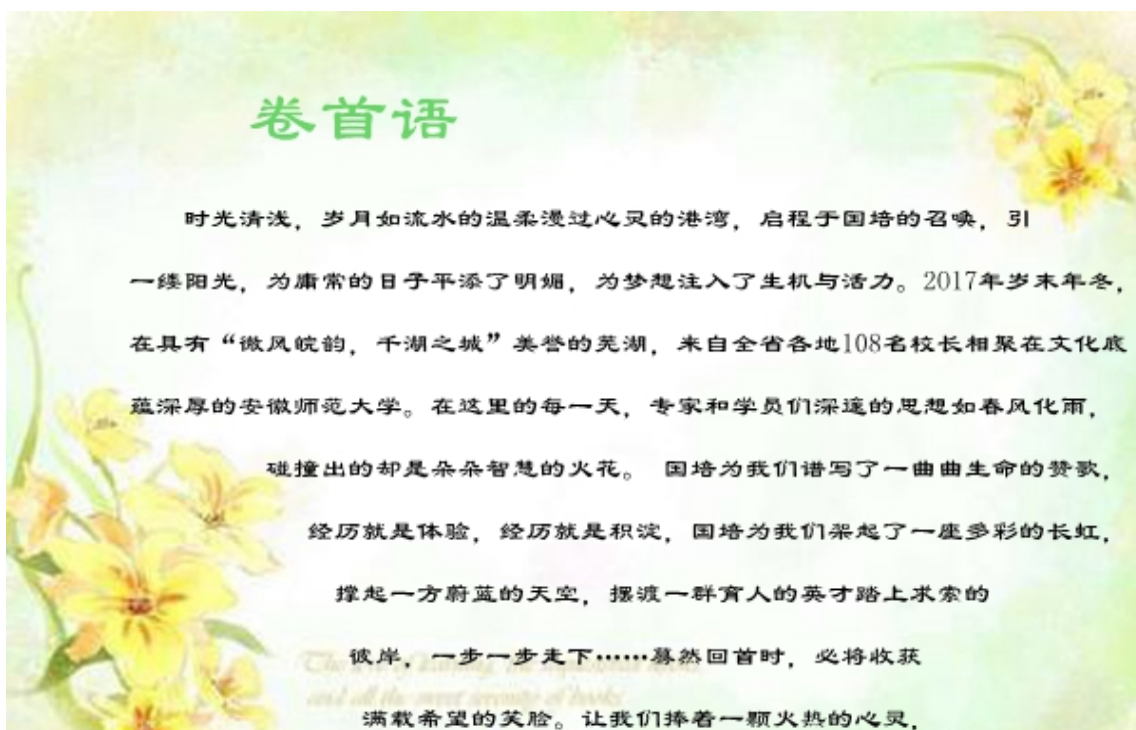 卷首语
时光清浅，岁月如流水的温柔漫过心灵的港湾，启程于国培的召唤，引
一缕阳光，为庸常的日子平添了明媚，为梦想注入了生机与活力。2017年岁末年冬，
在具有“微风皖韵，千湖之城”美誉的芜湖，来自全省各地108名校长相聚在文化底
蕴深厚的安徽师范大学。在这里的每一天，专家和学员们深邃的思想如春风化雨，
碰撞出的却是朵朵智慧的火花。 国培为我们谱写了一曲曲生命的赞歌，
经历就是体验，经历就是积淀，国培为我们架起了一座多彩的长虹，
撑起一方蔚蓝的天空，摆渡一群育人的英才踏上求索的
彼岸，一步一步走下……蓦然回首时，必将收获
and all the sweet serenity of books
满载希望的笑脸。让我们捧着一颗火热的心灵，